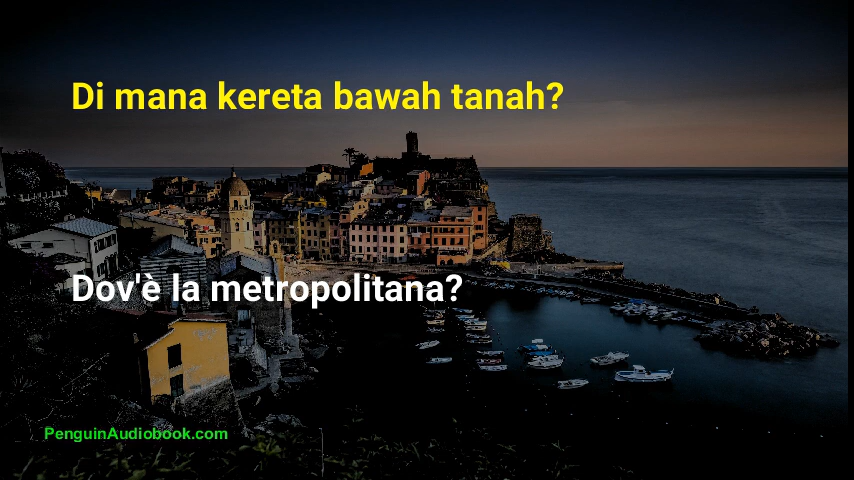 Di mana kereta bawah tanah?
Dov'è la metropolitana?
PenguinAudiobook.com